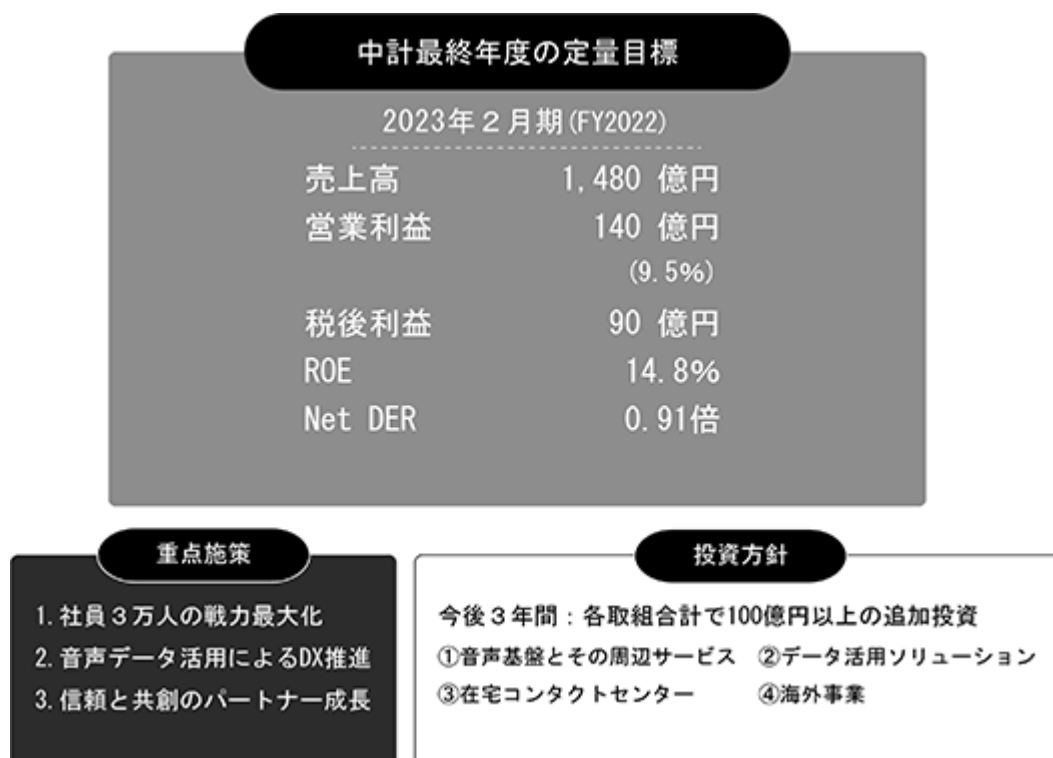 中計最終年度の定量目標
2023年２月期(FY2022)
売上高 1,480 億円
営業利益 140 億円
(9.5%)
税後利益 90 億円
ROE 14.8%
Net DER 0.91倍
重点施策
1.社員３万人の戦力最大化
2.音声データ活用によるDX推進
3.信頼と共創のパートナー成長
投資方針
今後３年間：各取組合計で100億円以上の追加投資
①音声基盤とその周辺サービス ②データ活用ソリューション
③在宅コンタクトセンター ④海外事業